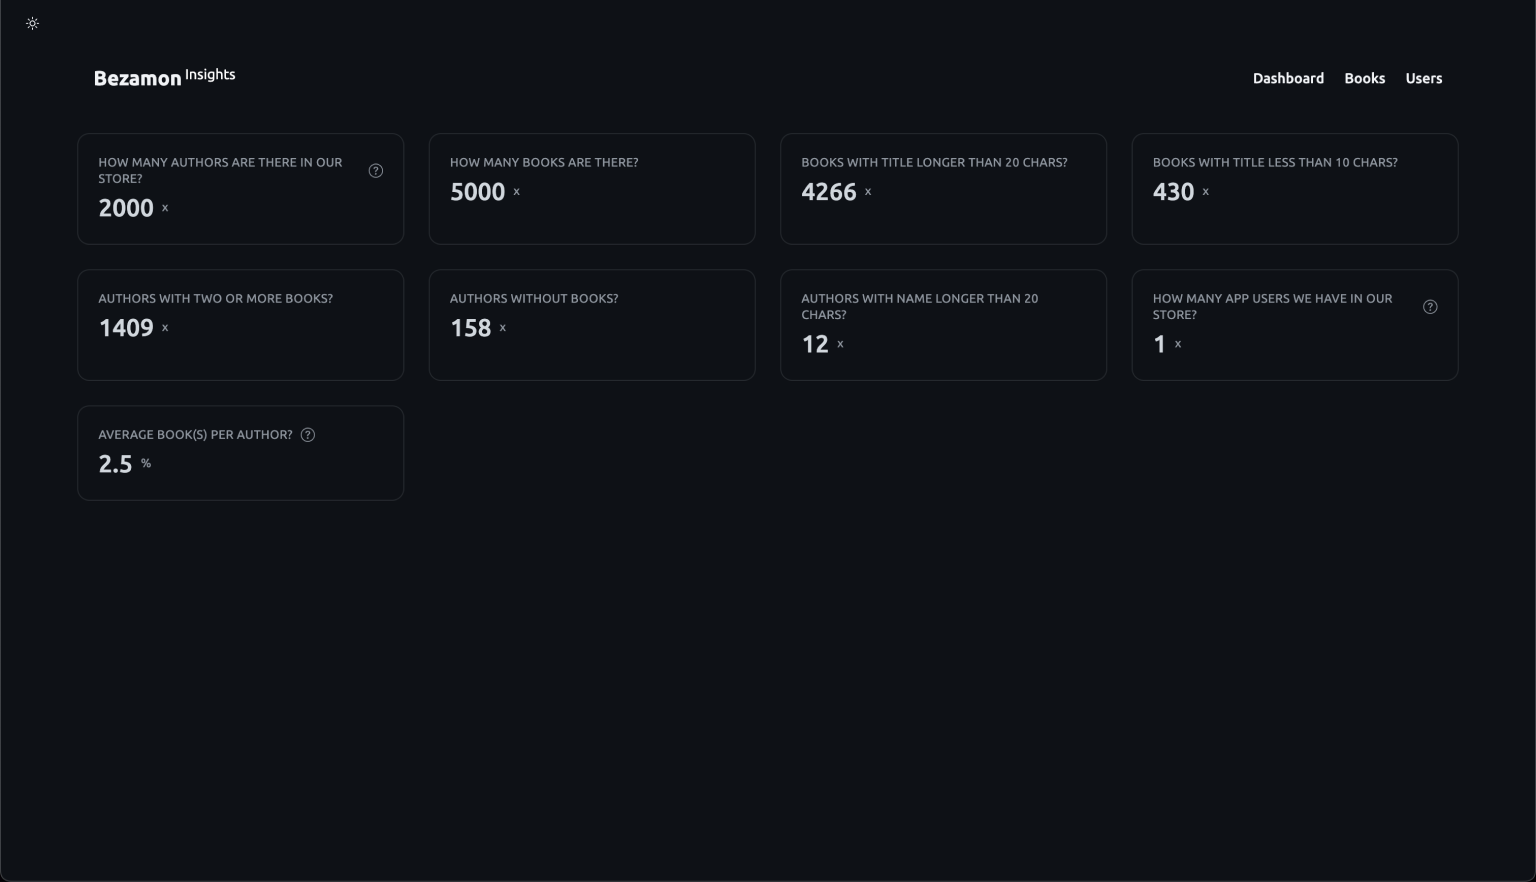 Bezamon Insights
Dashboard Books Users
HOW MANY AUTHORS ARE THERE IN OUR
STORE?
2000 x
HOW MANY BOOKS ARE THERE?
5000 x
BOOKS WITH TITLE LONGER THAN 20 CHARS?
4266 x
BOOKS WITH TITLE LESS THAN 10 CHARS?
430 x
AUTHORS WITH TWO OR MORE BOOKS?
1409 x
AUTHORS WITHOUT BOOKS?
158 x
AUTHORS WITH NAME LONGER THAN 20
CHARS?
12 x
HOW MANY APP USERS WE HAVE IN OUR
STORE?
1 x
AVERAGE BOOK(S) PER AUTHOR?
2.5 %